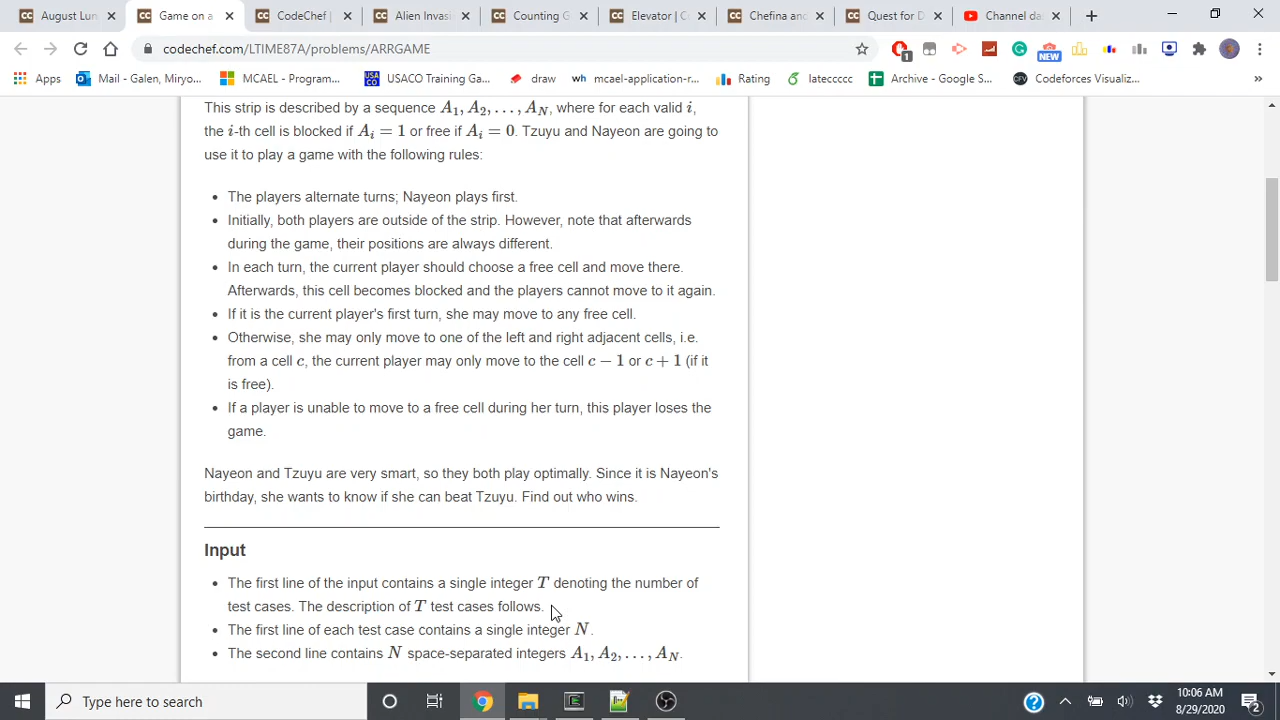 August Lun
Game on a
CodeChef |
Alien Invasi
Counting G
Elevator | C
Chefina and
Quest for D
Channel da
codechef.com/LTIME87A/problems/ARRGAME
1
NEW
Apps
Mail - Galen, Miryo...
MCAEL - Program...
USACO Training Ga...
draw
mcael-application-r...
Rating
lateccccc
Archive - Google S...
Codeforces Visualiz...
»
This strip is described by a sequence A1, A2, ..., AN, where for each valid i,
the i-th cell is blocked if Ai = 1 or free if Ai = 0. Tzuyu and Nayeon are going to
use it to play a game with the following rules:
• The players alternate turns; Nayeon plays first.
• Initially, both players are outside of the strip. However, note that afterwards
during the game, their positions are always different.
• In each turn, the current player should choose a free cell and move there.
Afterwards, this cell becomes blocked and the players cannot move to it again.
• If it is the current player's first turn, she may move to any free cell.
• Otherwise, she may only move to one of the left and right adjacent cells, i.e.
from a cell c, the current player may only move to the cell c − 1 or c + 1 (if it
is free).
• If a player is unable to move to a free cell during her turn, this player loses the
game.
Nayeon and Tzuyu are very smart, so they both play optimally. Since it is Nayeon's
birthday, she wants to know if she can beat Tzuyu. Find out who wins.
Input
• The first line of the input contains a single integer T denoting the number of
test cases. The description of T test cases follows.
• The first line of each test case contains a single integer N.
• The second line contains N space-separated integers A1, A2, ..., AN.
Type here to search
10:06 AM
8/29/2020
2